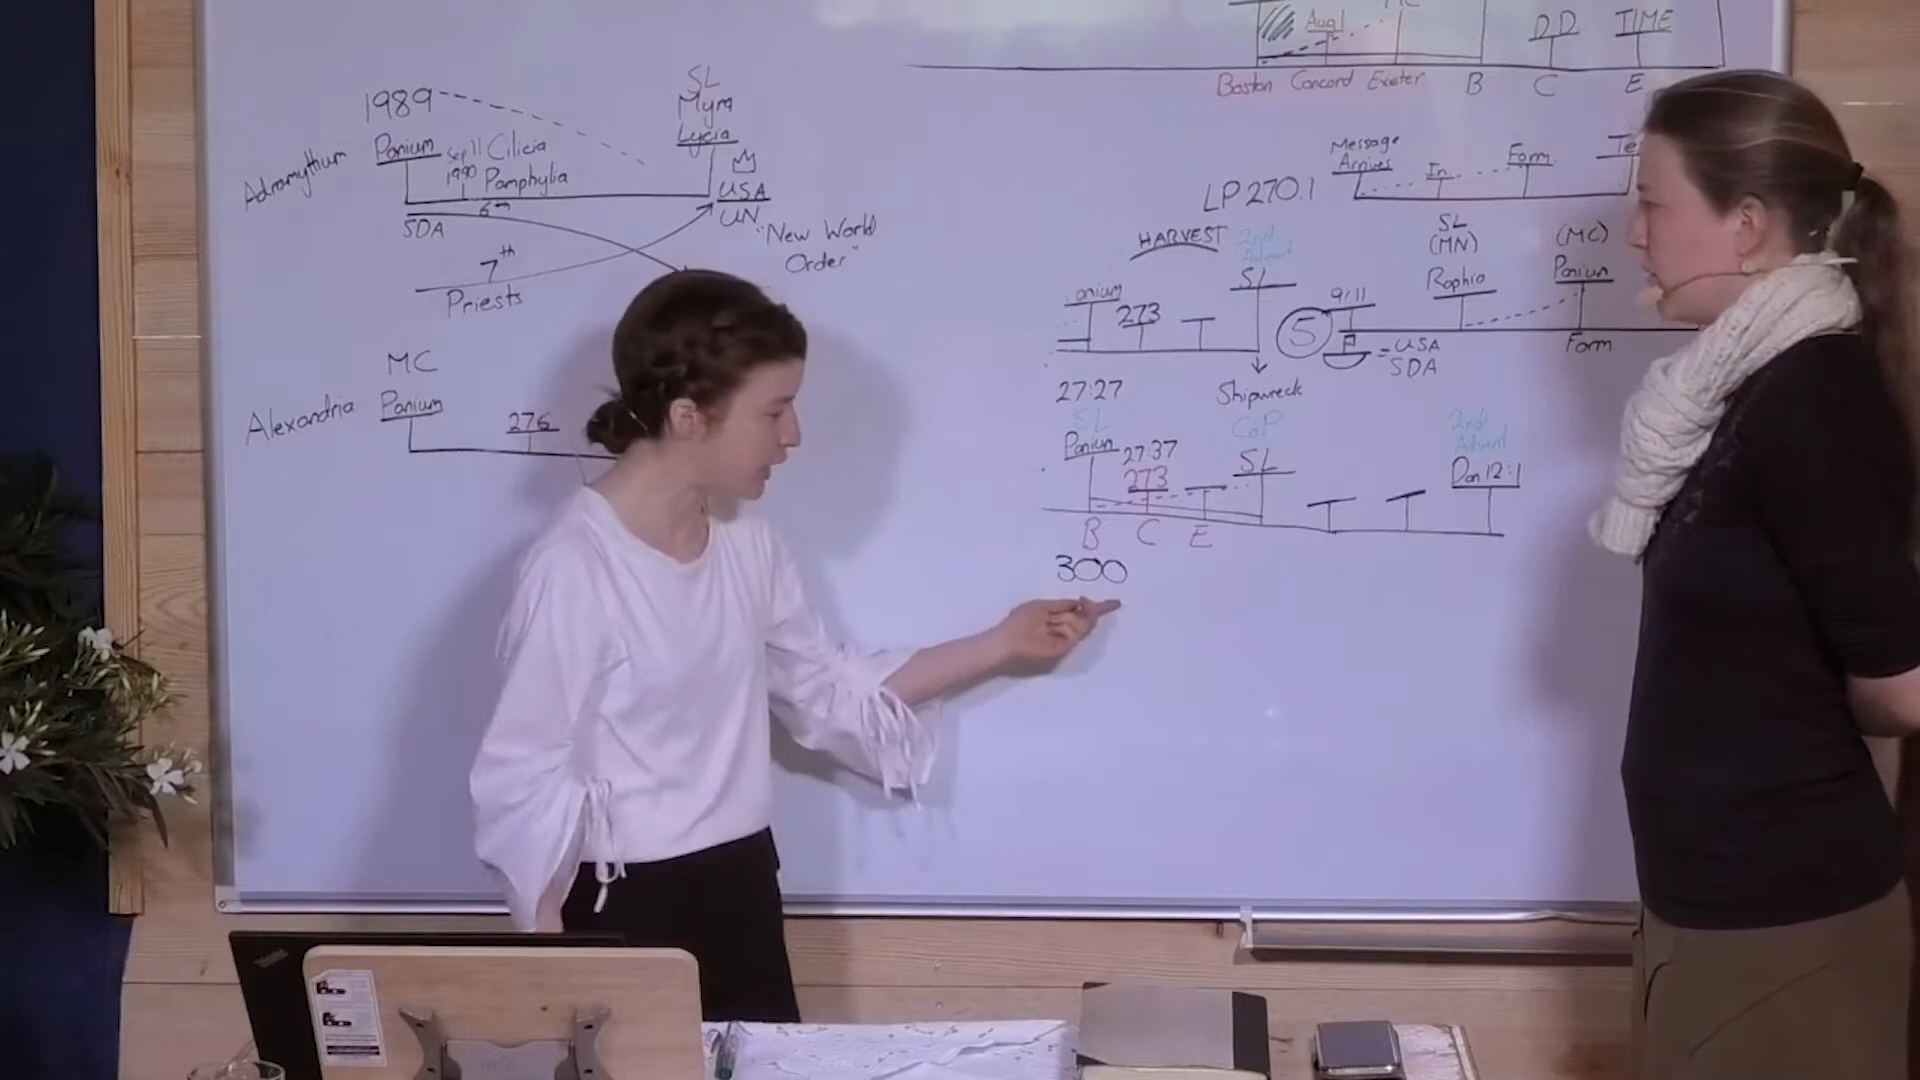 1989
SL
Myra
Lycia
Adramyttium
Panium
Sep 11
1990
Cilicia
Pamphylia
6th
USA
UN
SDA
"New World
Order"
7th
Priests
MC
Alexandria
Panium
276
Aug 1
DD
TIME
Boston Concord Exeter B C E
Message
Arrives
In
Form
LP 270.1
HARVEST
2nd
Advent
SL
273
SL
(MN)
Raphia
(MC)
Panium
5
9/11
= USA
SDA
Form
27:27
Shipwreck
SL
Panium
27:37
273
CoP
SL
2nd
Advent
Dan 12:1
B C E
300